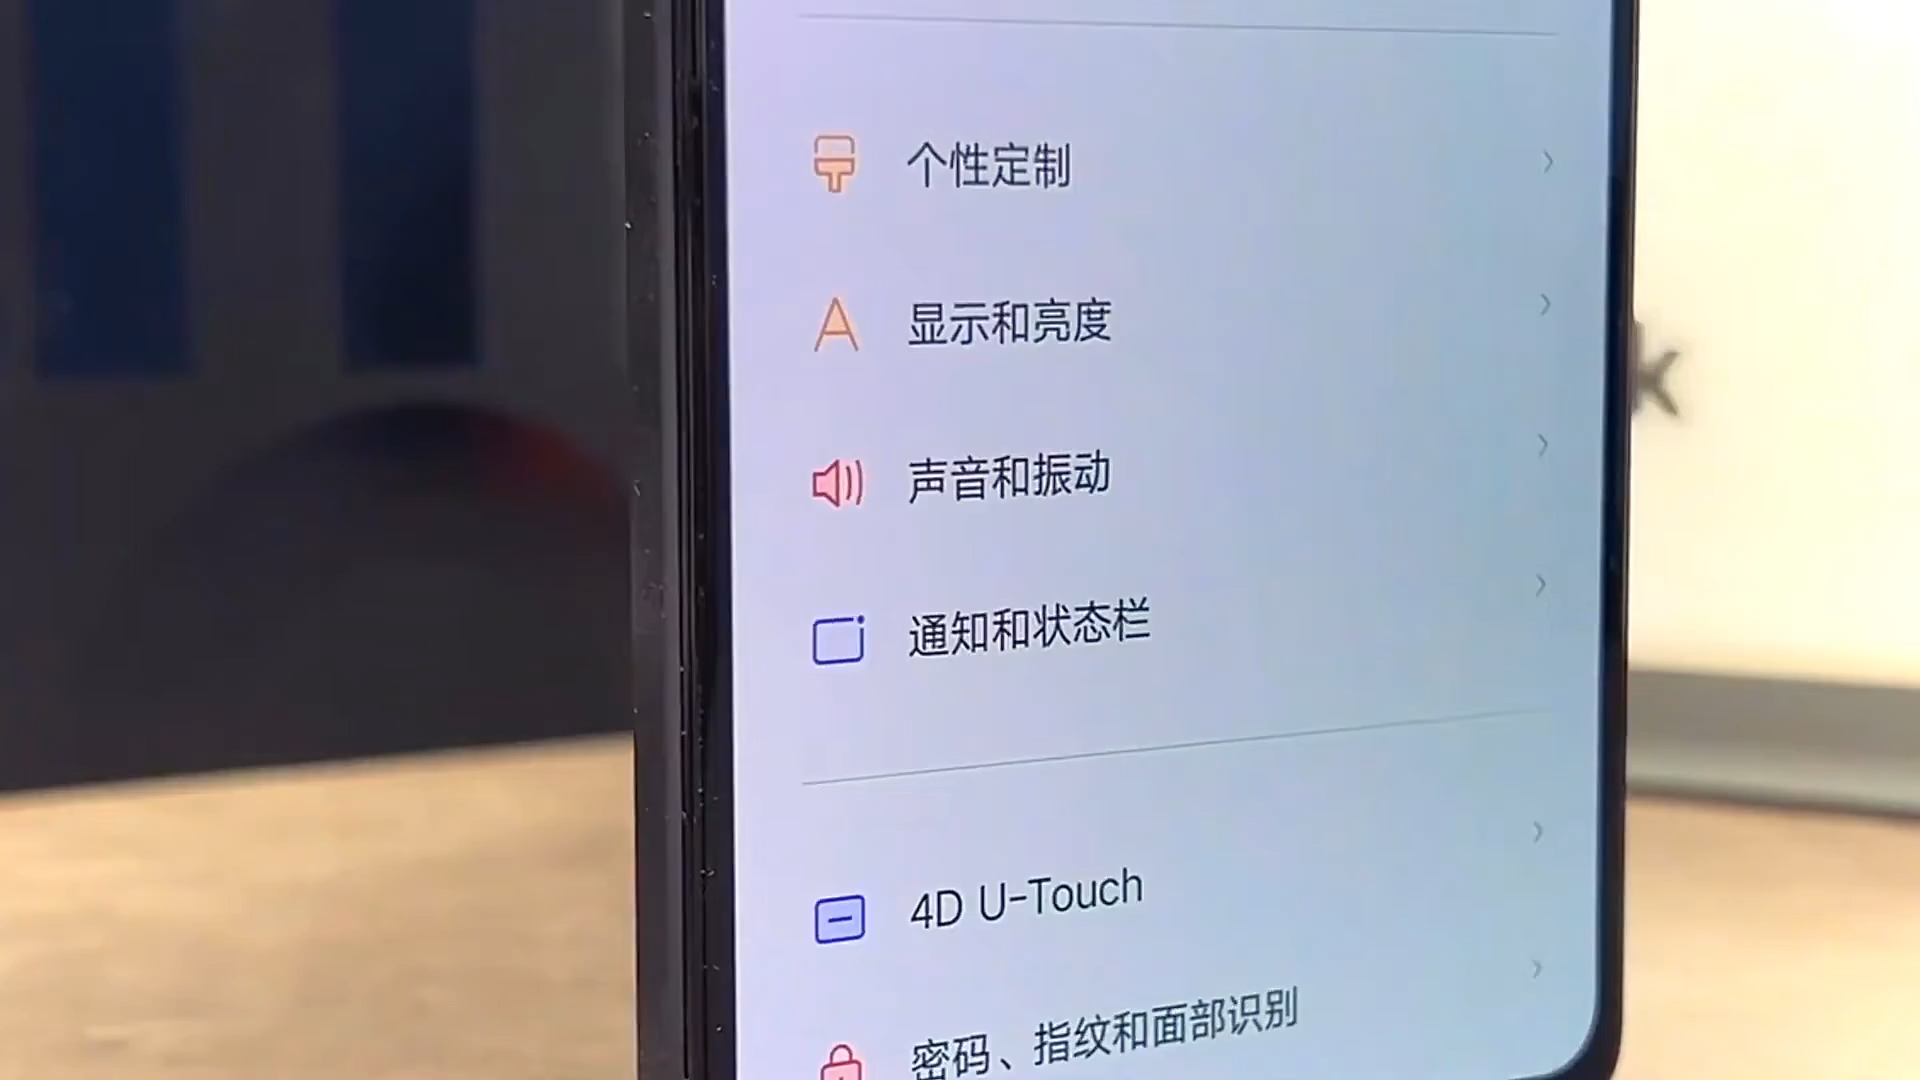 个性定制
显示和亮度
声音和振动
通知和状态栏
4D U-Touch
密码、指纹和面部识别
k